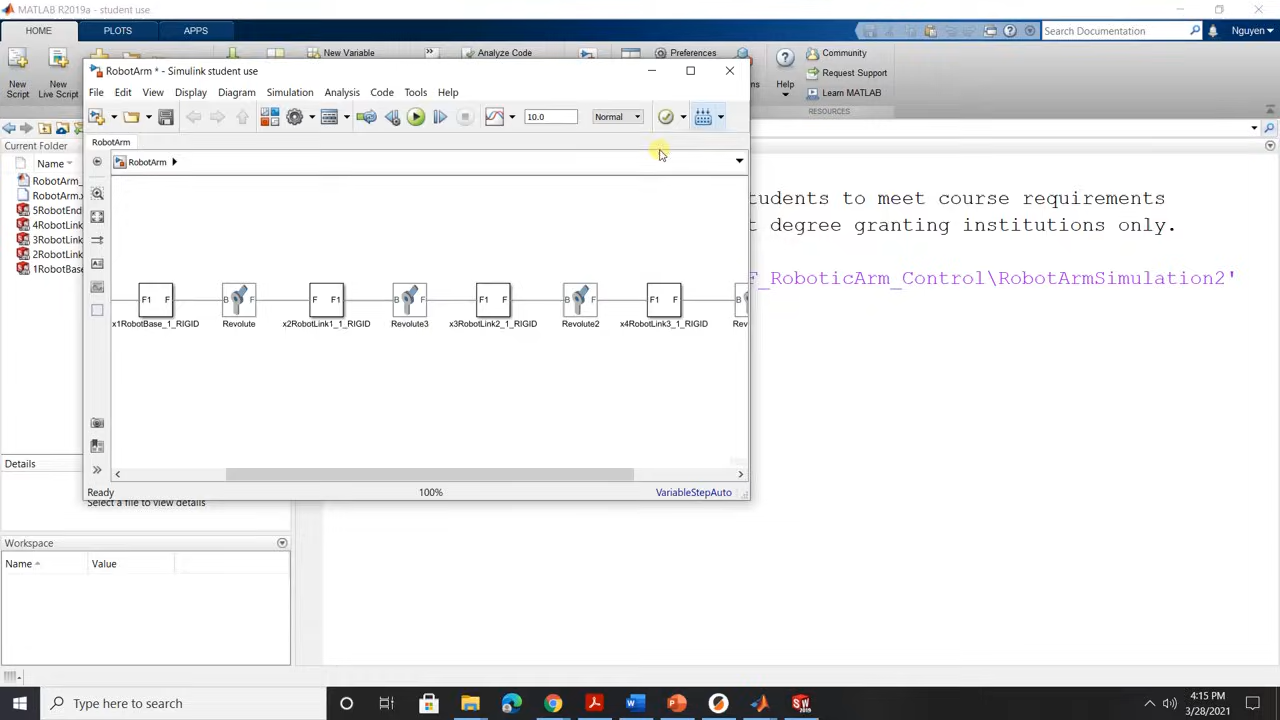 MATLAB R2019a - student use
HOME
PLOTS
APPS
Search Documentation
Nguyen
New Script
New Live Script
New Variable
Analyze Code
Preferences
Help
Community
Request Support
Learn MATLAB
RESOURCES
RobotArm * - Simulink student use
File Edit View Display Diagram Simulation Analysis Code Tools Help
10.0
Normal
RobotArm
RobotArm
Current Folder
Name
RobotArm_
RobotArm.
5RobotEnd
4RobotLink
3RobotLink
2RobotLink
1RobotBase
F1 F
B F
F F1
B F
F1 F
B F
F1 F
B
x1RobotBase_1_RIGID
Revolute
x2RobotLink1_1_RIGID
Revolute3
x3RobotLink2_1_RIGID
Revolute2
x4RobotLink3_1_RIGID
Rev
tudents to meet course requirements
t degree granting institutions only.
F_RoboticArm_Control\RobotArmSimulation2'
Details
Ready
100%
VariableStepAuto
Select a file to view details
Workspace
Name
Value
Type here to search
4:15 PM
3/28/2021